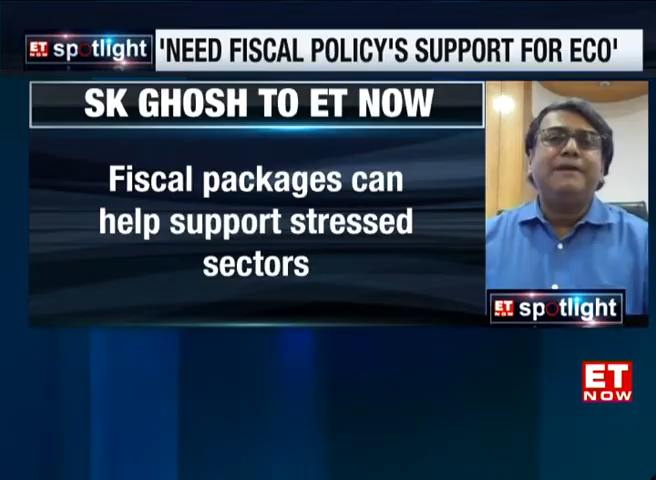 ET NOW spotlight 'NEED FISCAL POLICY'S SUPPORT FOR ECO'
SK GHOSH TO ET NOW
Fiscal packages can
help support stressed
sectors
ET NOW spotlight
ET
NOW